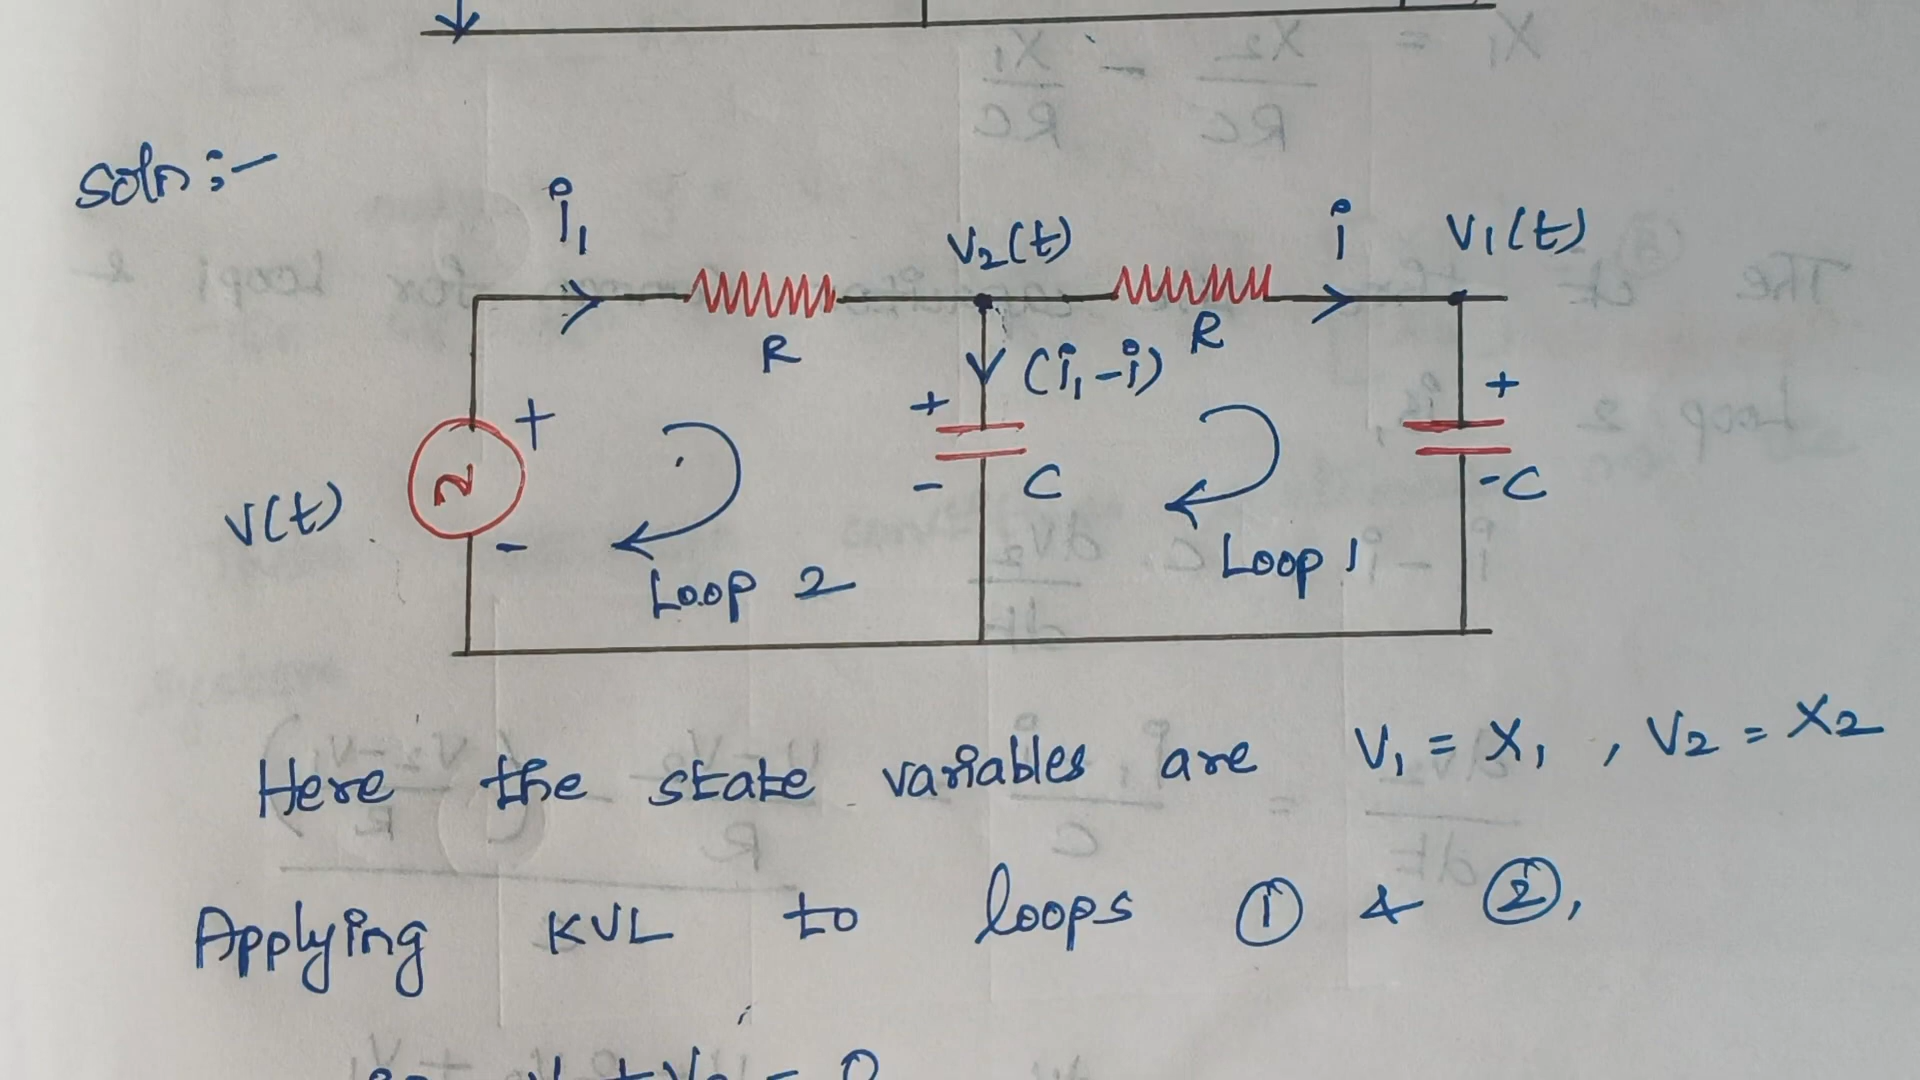 Soln :-
i₁ V₂(t) i V₁(t)
R (i₁-i) R
+ + +
V(t) - - C - C
Loop 2 Loop 1
Here the state variables are V₁ = X₁ , V₂ = X₂
Applying KVL to loops ① & ②,